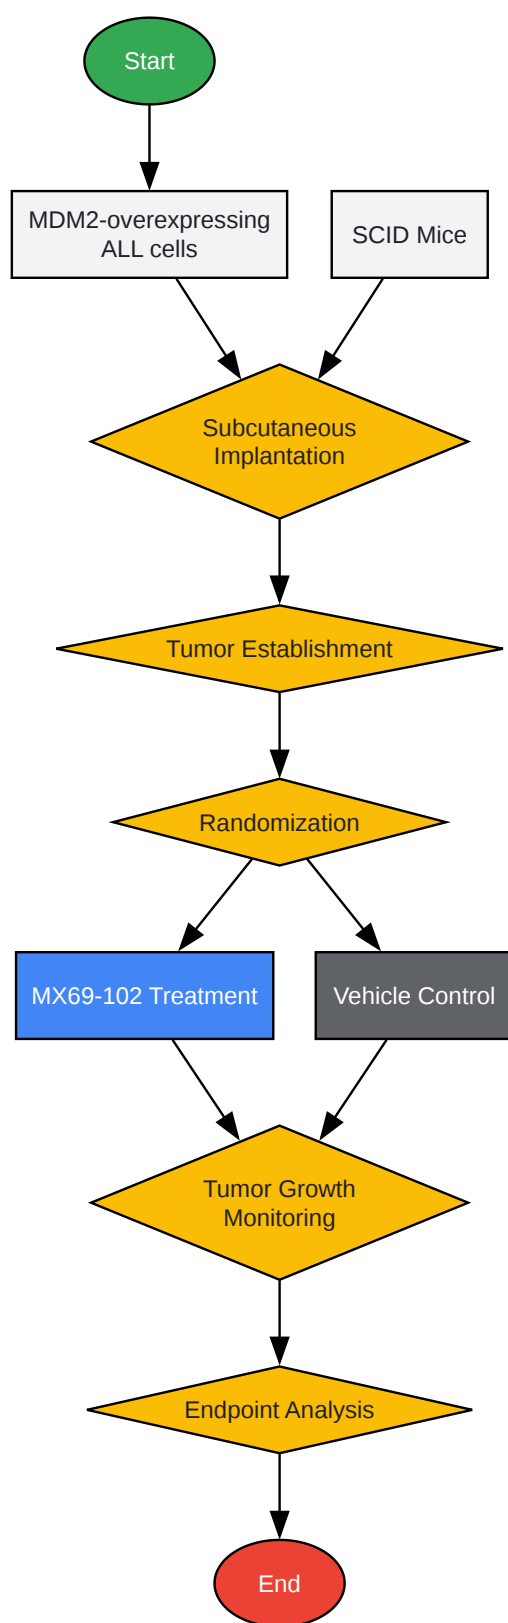 Start
MDM2-overexpressing
ALL cells
SCID Mice
Subcutaneous
Implantation
Tumor Establishment
Randomization
MX69-102 Treatment
Vehicle Control
Tumor Growth
Monitoring
Endpoint Analysis
End